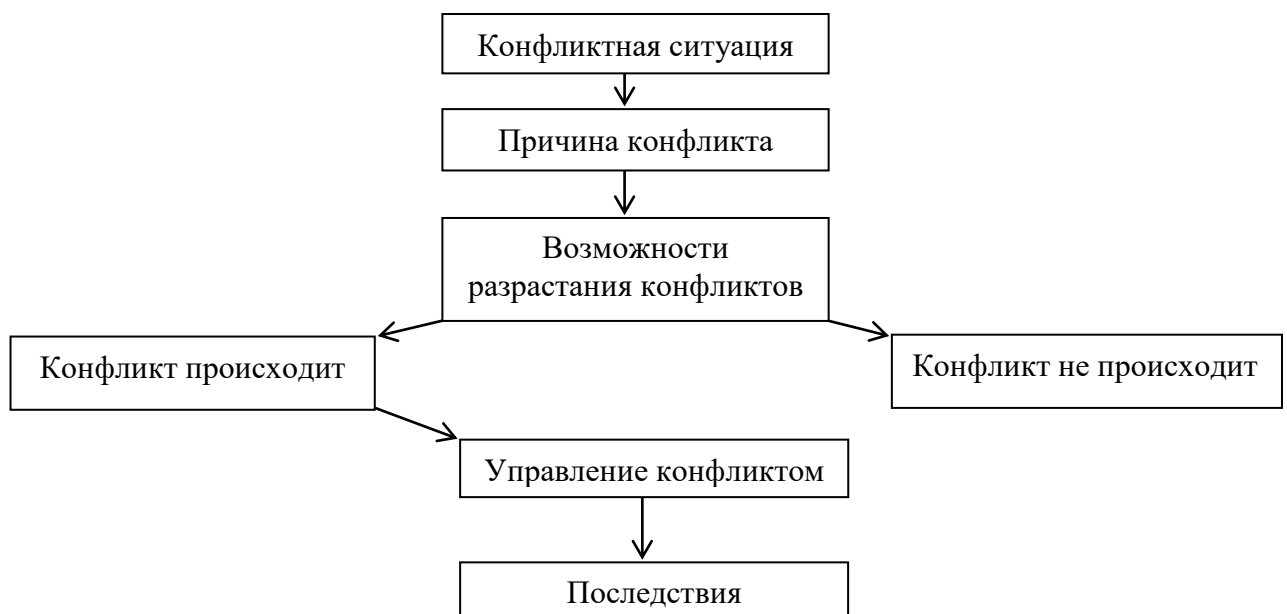 Конфликтная ситуация
Причина конфликта
Возможности
разрастания конфликтов
Конфликт происходит
Конфликт не происходит
Управление конфликтом
Последствия